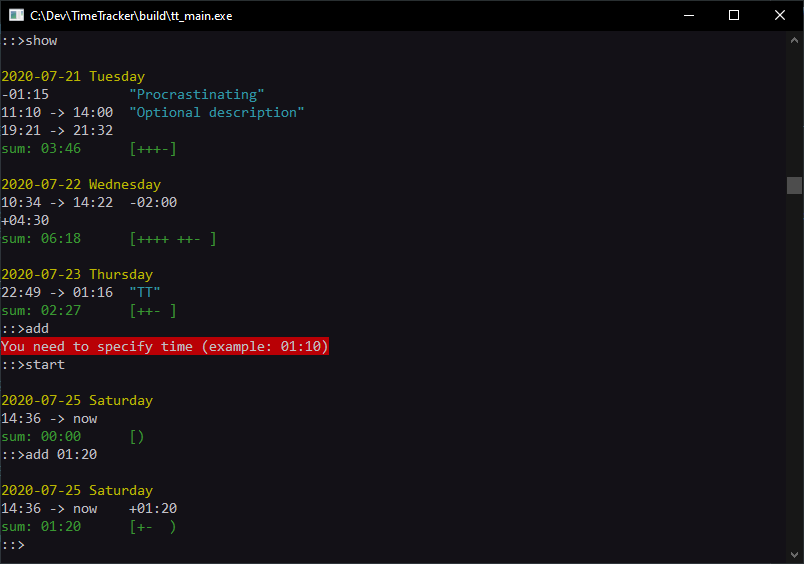 C:\Dev\TimeTracker\build\tt_main.exe
::>show
2020-07-21 Tuesday
-01:15          "Procrastinating"
11:10 -> 14:00  "Optional description"
19:21 -> 21:32
sum: 03:46      [+++-]
2020-07-22 Wednesday
10:34 -> 14:22  -02:00
+04:30
sum: 06:18      [++++ ++- ]
2020-07-23 Thursday
22:49 -> 01:16  "TT"
sum: 02:27      [++- ]
::>add
You need to specify time (example: 01:10)
::>start
2020-07-25 Saturday
14:36 -> now
sum: 00:00      [)
::>add 01:20
2020-07-25 Saturday
14:36 -> now    +01:20
sum: 01:20      [+-  )
::>